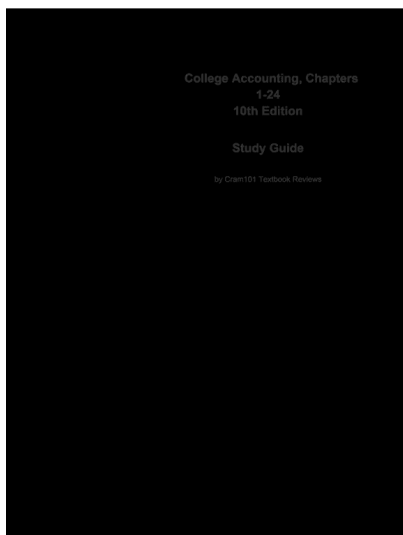 College Accounting, Chapters
1-24
10th Edition
Study Guide
by Cram101 Textbook Reviews